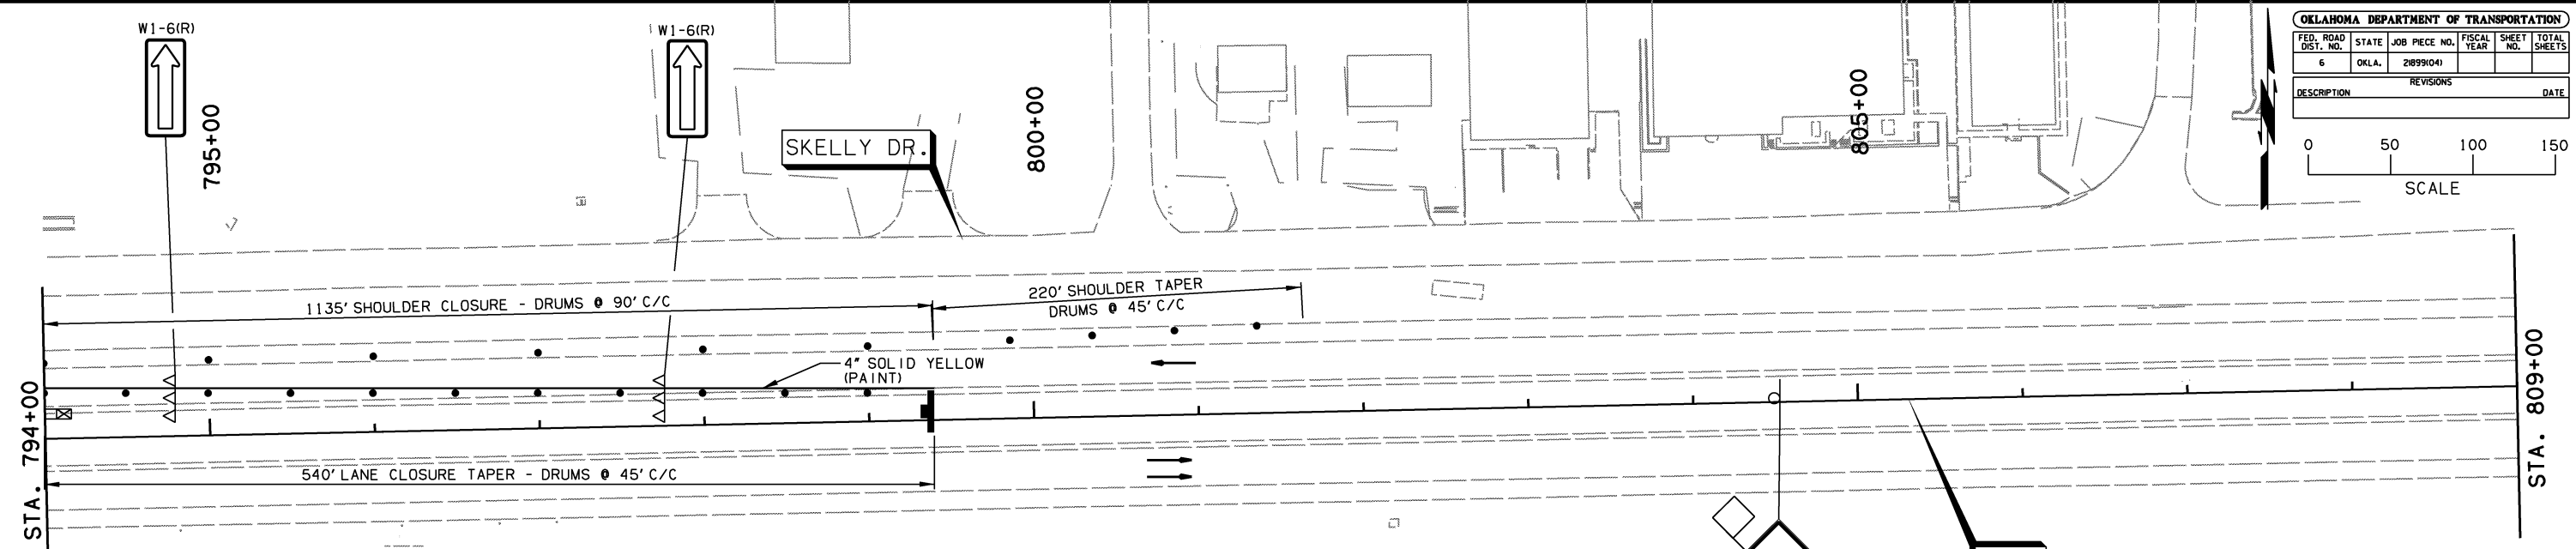 W1-6(R)
W1-6(R)
795+00
800+00
805+00
SKELLY DR.
OKLAHOMA DEPARTMENT OF TRANSPORTATION
FED. ROAD DIST. NO. STATE JOB PIECE NO. FISCAL YEAR SHEET NO. TOTAL SHEETS
6 OKLA. 21899(04)
REVISIONS
DESCRIPTION DATE
0 50 100 150
SCALE
1135' SHOULDER CLOSURE - DRUMS @ 90' C/C
220' SHOULDER TAPER
DRUMS @ 45' C/C
4" SOLID YELLOW
(PAINT)
540' LANE CLOSURE TAPER - DRUMS @ 45' C/C
STA. 794+00
STA. 809+00